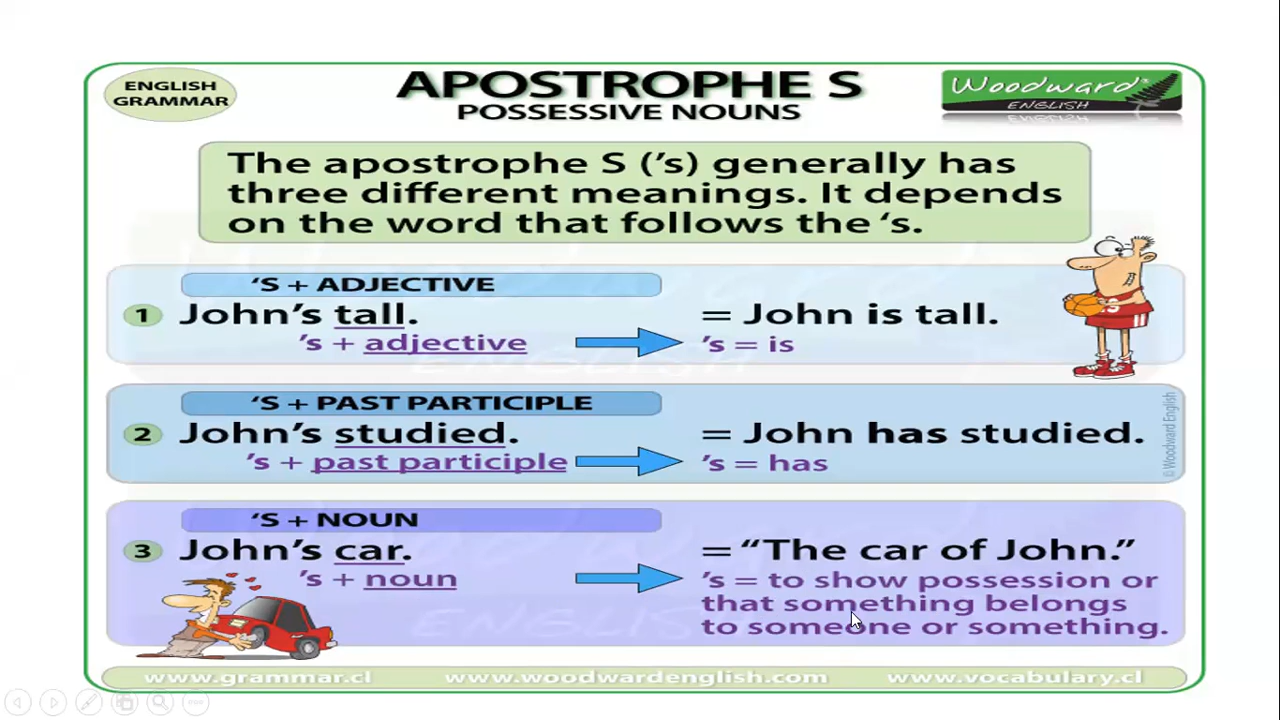 ENGLISH
GRAMMAR
APOSTROPHE S
POSSESSIVE NOUNS
Woodward®
ENGLISH
The apostrophe S (’s) generally has
three different meanings. It depends
on the word that follows the ‘s.
‘S + ADJECTIVE
1 John’s tall. = John is tall.
’s + adjective ’s = is
‘S + PAST PARTICIPLE
2 John’s studied. = John has studied.
’s + past participle ’s = has
© Woodward English
‘S + NOUN
3 John’s car. = “The car of John.”
’s + noun ’s = to show possession or
that something belongs
to someone or something.
www.grammar.cl www.woodwardenglish.com www.vocabulary.cl